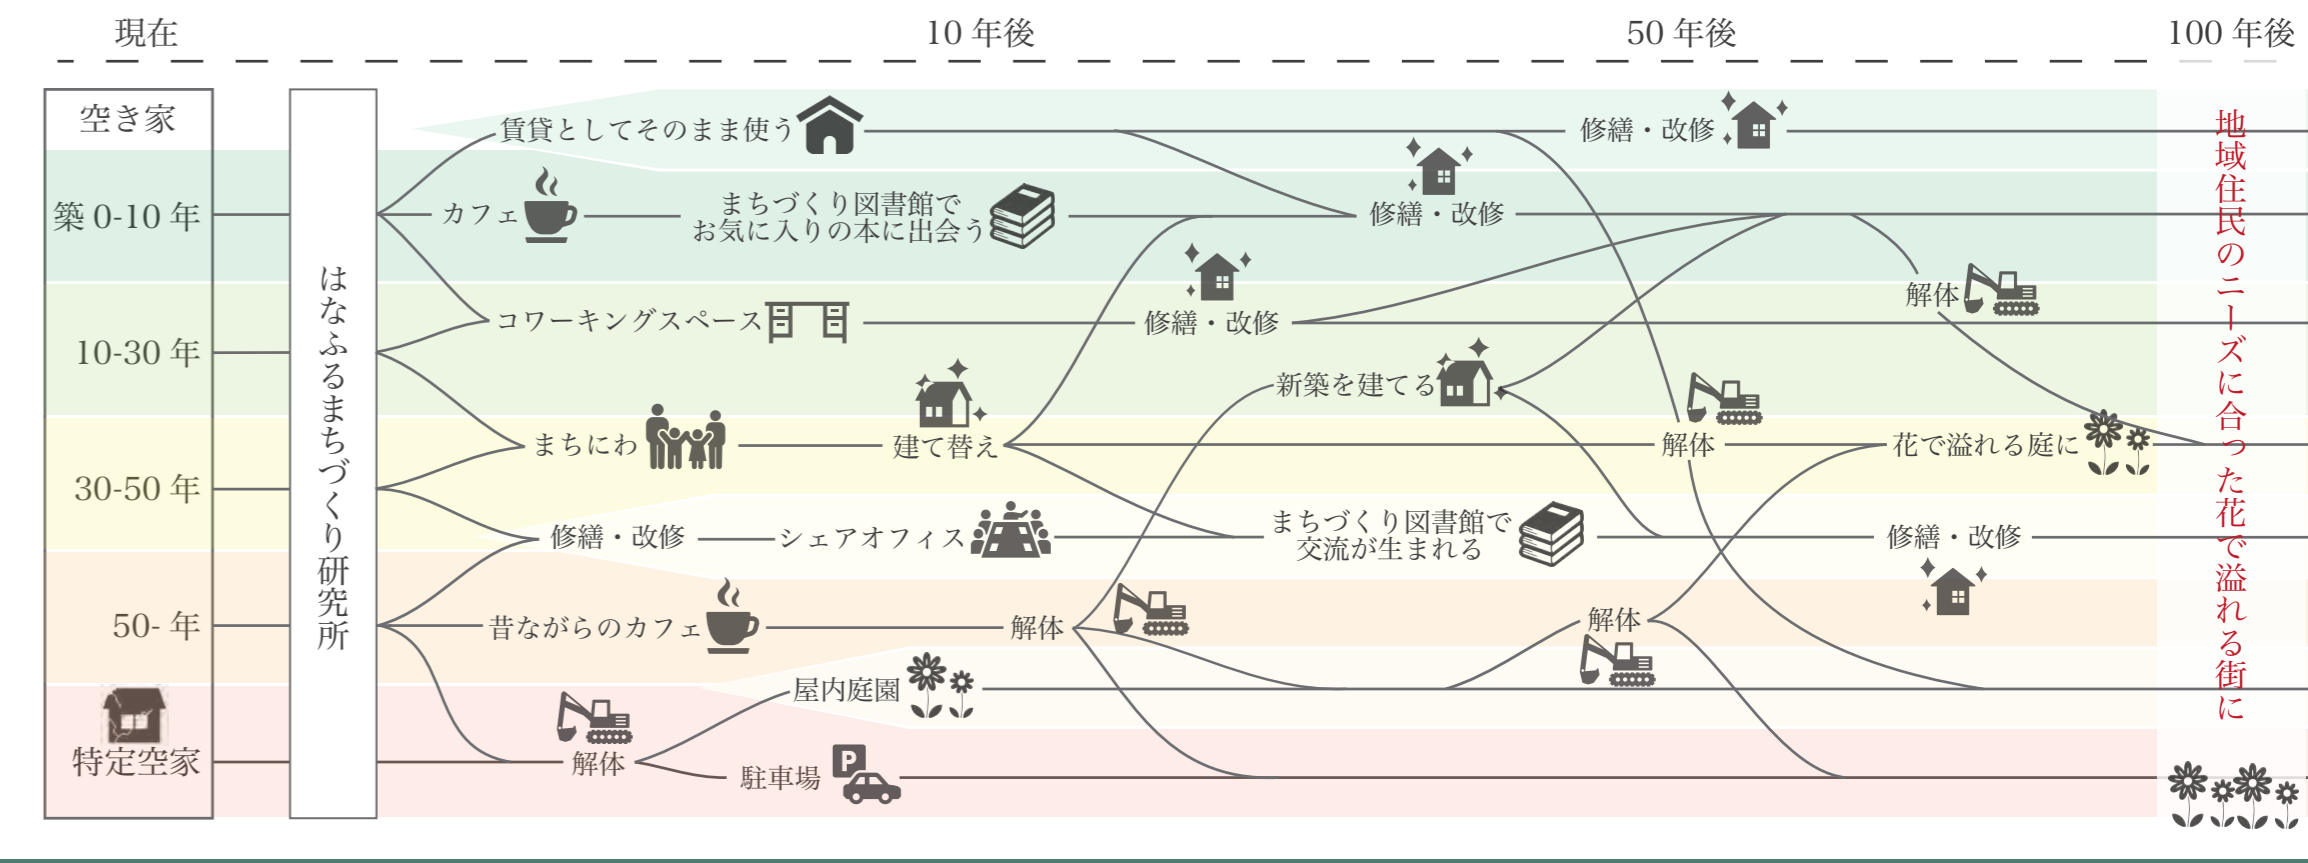 現在
10 年後
50 年後
100 年後
空き家
築 0-10 年
10-30 年
30-50 年
50- 年
特定空家
はなふるまちづくり研究所
賃貸としてそのまま使う
修繕・改修
カフェ
まちづくり図書館で
お気に入りの本に出会う
修繕・改修
コワーキングスペース
修繕・改修
解体
新築を建てる
まちにわ
建て替え
解体
花で溢れる庭に
修繕・改修
シェアオフィス
まちづくり図書館で
交流が生まれる
修繕・改修
昔ながらのカフェ
解体
解体
屋内庭園
解体
駐車場
P
地域住民のニーズに合った花で溢れる街に